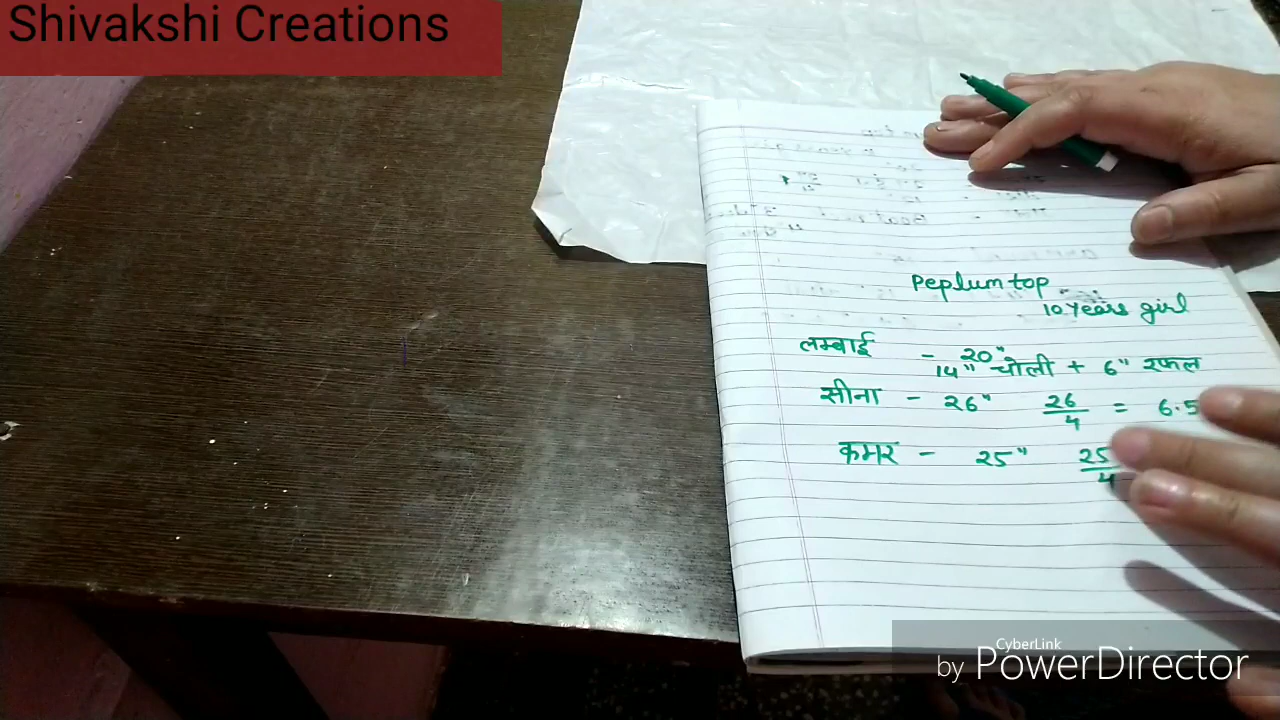 Shivakshi Creations
Peplum top
10 Years girl
लम्बाई - 20"
14" चोली + 6" रफल
सीना - 26" 26/4 = 6.5
कमर - 25" 25/4
CyberLink
by PowerDirector